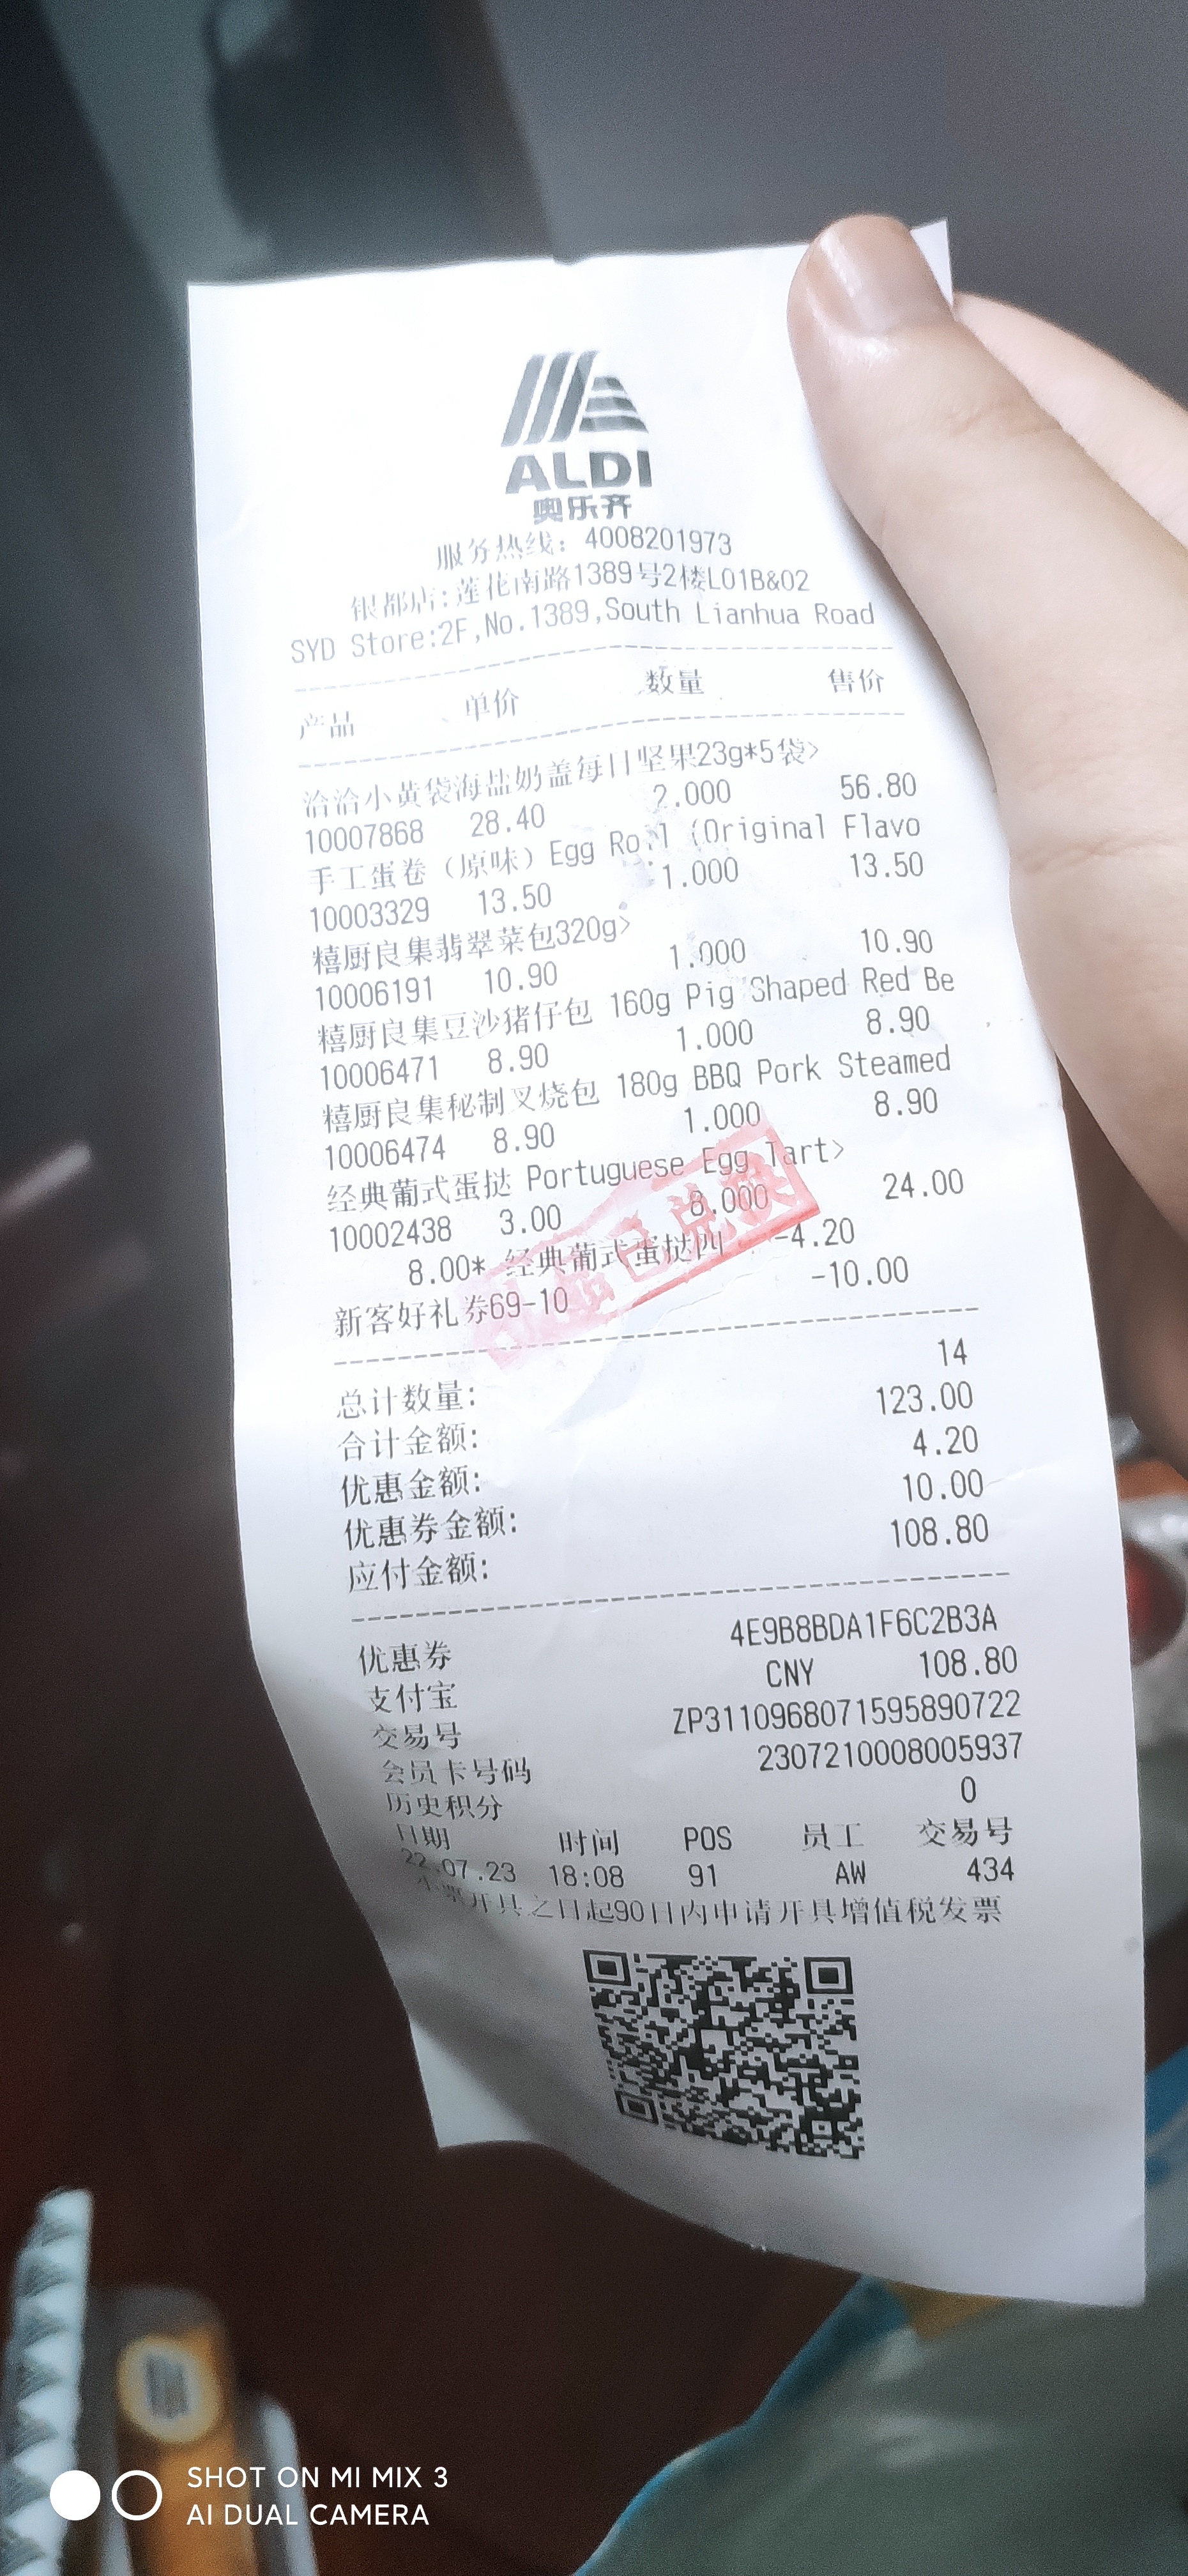 ALDI
奥乐齐
服务热线：4008201973
银都店:莲花南路1389号2楼L01B&02
SYD Store:2F,No.1389,South Lianhua Road
产品 单价 数量 售价
洽洽小黄袋海盐奶盖每日坚果23g*5袋>
10007868 28.40 2.000 56.80
手工蛋卷（原味）Egg Roll (Original Flavo
10003329 13.50 1.000 13.50
禧厨良集翡翠菜包320g>
10006191 10.90 1.000 10.90
禧厨良集豆沙猪仔包 160g Pig Shaped Red Be
10006471 8.90 1.000 8.90
禧厨良集秘制叉烧包 180g BBQ Pork Steamed
10006474 8.90 1.000 8.90
经典葡式蛋挞 Portuguese Egg Tart>
10002438 3.00 8.000 24.00
8.00* 经典葡式蛋挞四 -4.20
已兑换
新客好礼券69-10 -10.00
总计数量: 14
合计金额: 123.00
优惠金额: 4.20
优惠券金额: 10.00
应付金额: 108.80
优惠券 4E9B8BDA1F6C2B3A
支付宝 CNY 108.80
交易号 ZP3110968071595890722
会员卡号码 2307210008005937
历史积分 0
日期 时间 POS 员工 交易号
22.07.23 18:08 91 AW 434
小票开具之日起90日内申请开具增值税发票
SHOT ON MI MIX 3
AI DUAL CAMERA